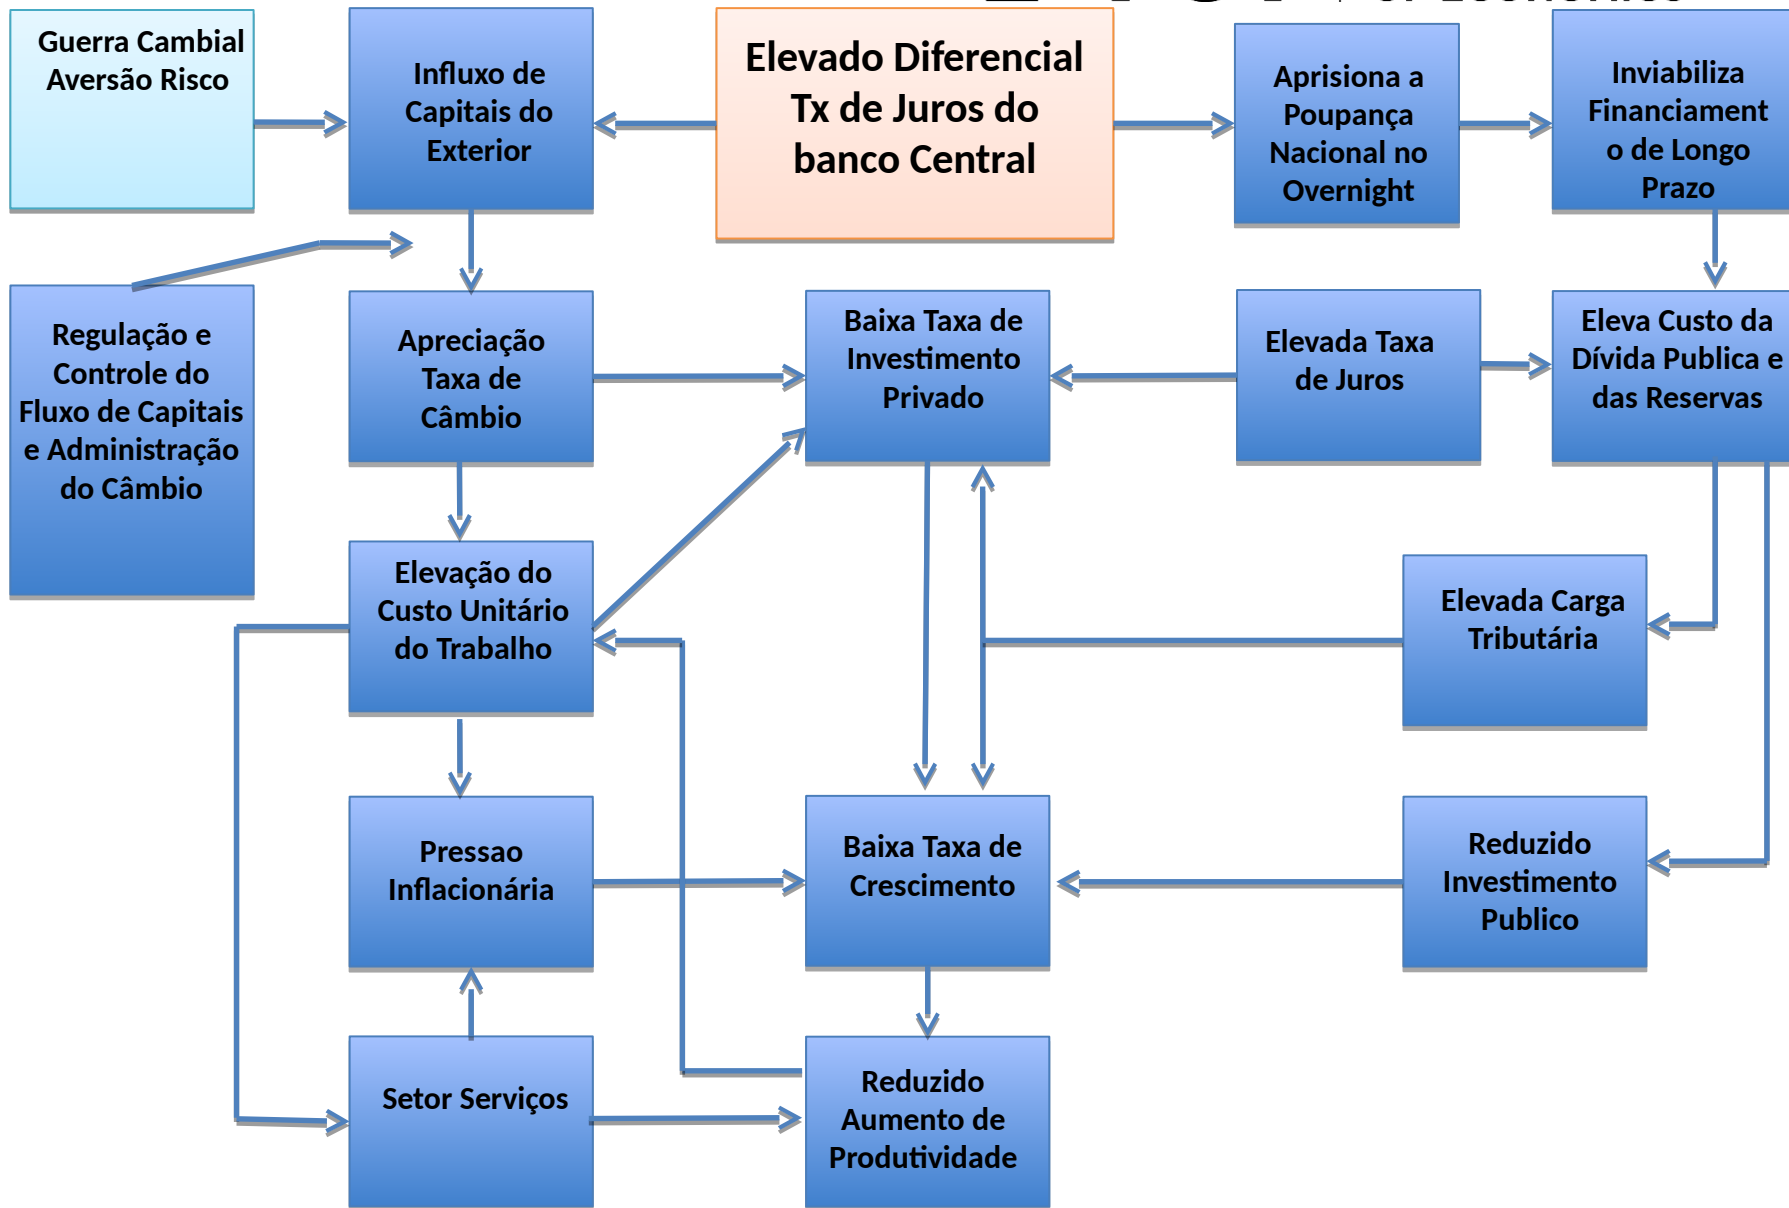 Guerra Cambial
Aversão Risco
Influxo de
Capitais do
Exterior
Elevado Diferencial
Tx de Juros do
banco Central
Aprisiona a
Poupança
Nacional no
Overnight
Inviabiliza
Financiament
o de Longo
Prazo
Regulação e
Controle do
Fluxo de Capitais
e Administração
do Câmbio
Apreciação
Taxa de
Câmbio
Baixa Taxa de
Investimento
Privado
Elevada Taxa
de Juros
Eleva Custo da
Dívida Publica e
das Reservas
Elevação do
Custo Unitário
do Trabalho
Elevada Carga
Tributária
Pressao
Inflacionária
Baixa Taxa de
Crescimento
Reduzido
Investimento
Publico
Setor Serviços
Reduzido
Aumento de
Produtividade